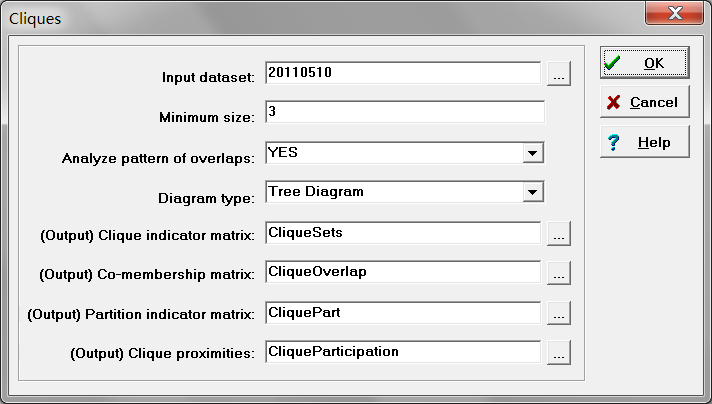 Cliques
Input dataset: 20110510 ...
Minimum size: 3
Analyze pattern of overlaps: YES
Diagram type: Tree Diagram
(Output) Clique indicator matrix: CliqueSets ...
(Output) Co-membership matrix: CliqueOverlap ...
(Output) Partition indicator matrix: CliquePart ...
(Output) Clique proximities: CliqueParticipation ...
OK
Cancel
? Help